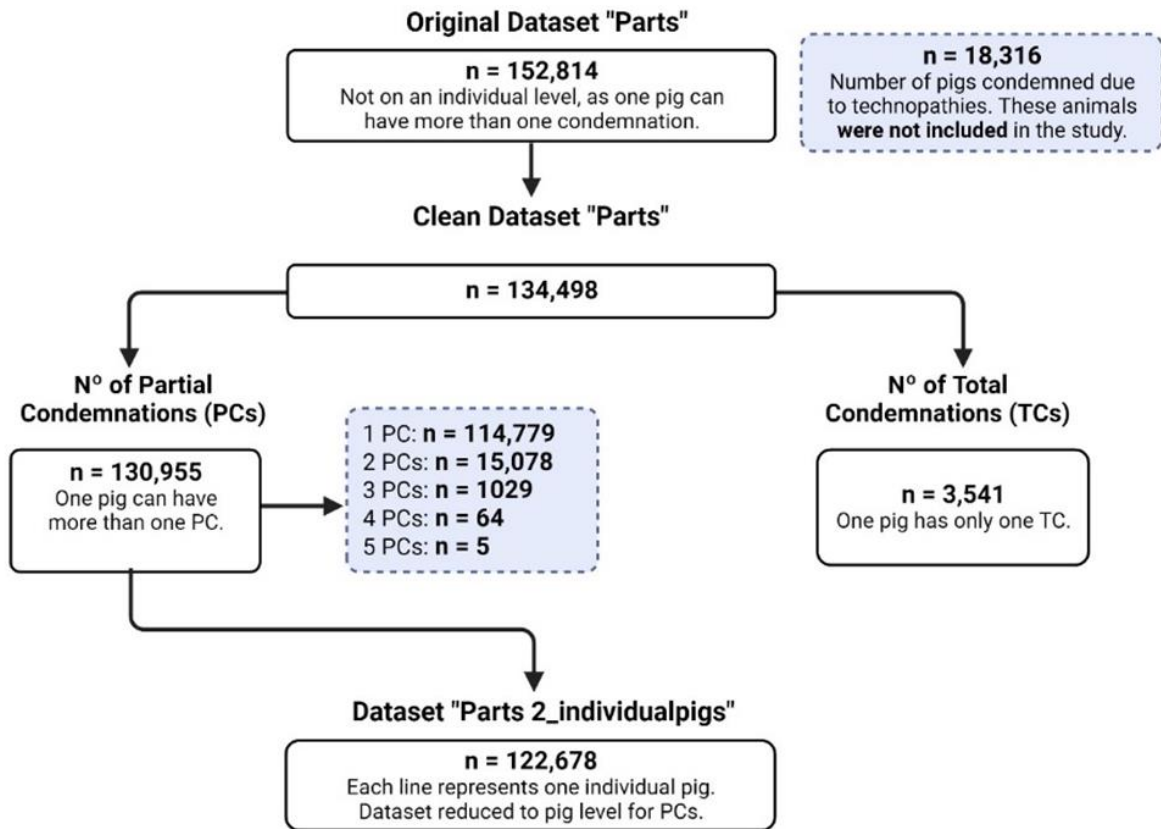 Original Dataset "Parts"
n = 152,814
Not on an individual level, as one pig can
have more than one condemnation.
n = 18,316
Number of pigs condemned due
to technopathies. These animals
were not included in the study.
Clean Dataset "Parts"
n = 134,498
Nº of Partial
Condemnations (PCs)
n = 130,955
One pig can have
more than one PC.
1 PC: n = 114,779
2 PCs: n = 15,078
3 PCs: n = 1029
4 PCs: n = 64
5 PCs: n = 5
Nº of Total
Condemnations (TCs)
n = 3,541
One pig has only one TC.
Dataset "Parts 2_individualpigs"
n = 122,678
Each line represents one individual pig.
Dataset reduced to pig level for PCs.